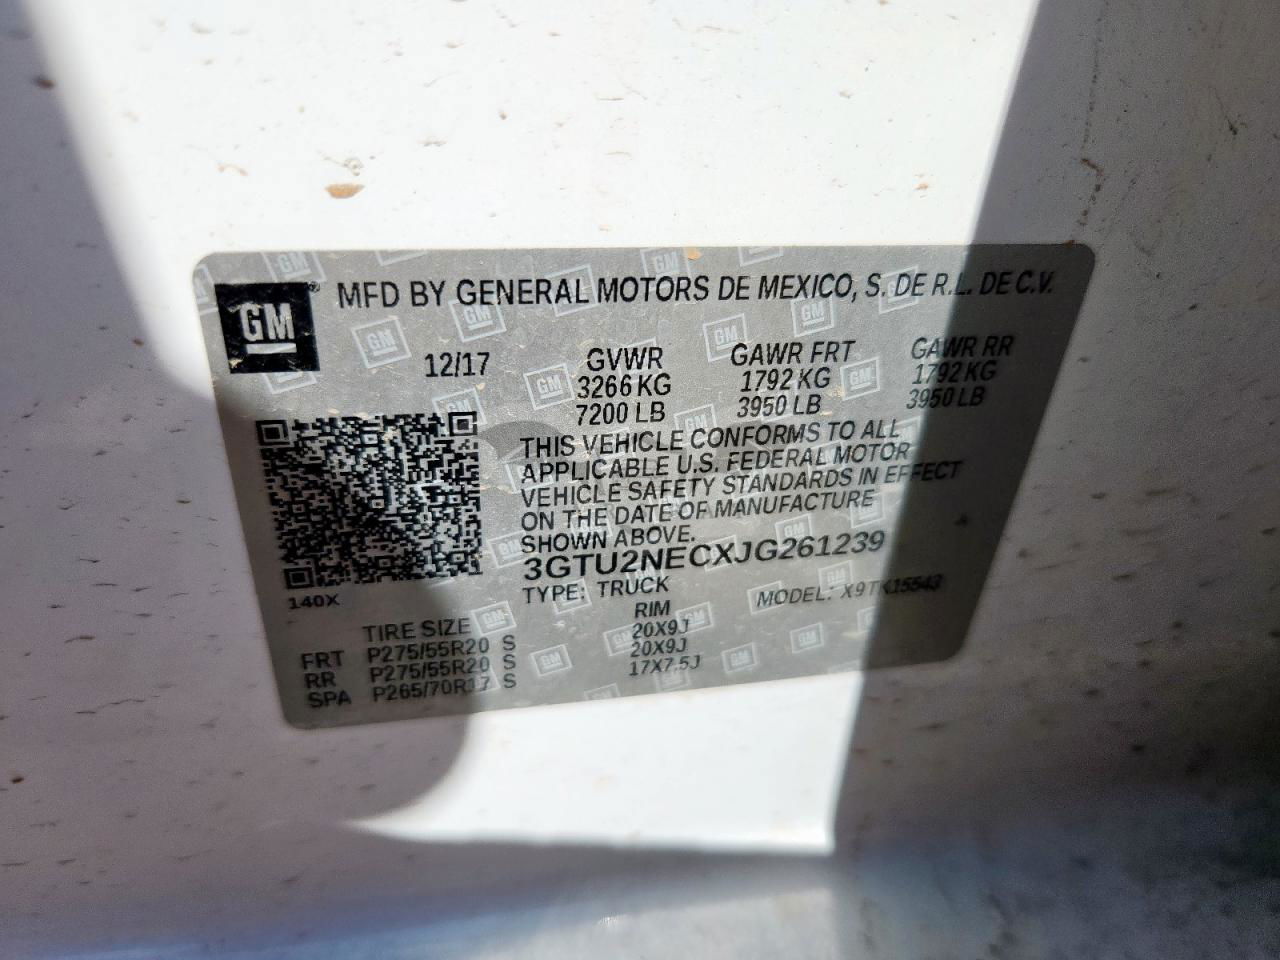 GM
MFD BY GENERAL MOTORS DE MEXICO, S. DE R.L. DE C.V.
12/17 GVWR GAWR FRT GAWR RR
3266 KG 1792 KG 1792 KG
7200 LB 3950 LB 3950 LB
THIS VEHICLE CONFORMS TO ALL
APPLICABLE U.S. FEDERAL MOTOR
VEHICLE SAFETY STANDARDS IN EFFECT
ON THE DATE OF MANUFACTURE
SHOWN ABOVE.
3GTU2NECXJG261239
TYPE: TRUCK MODEL: X9TK15543
140X
TIRE SIZE RIM
FRT P275/55R20 S 20X9J
RR P275/55R20 S 20X9J
SPA P265/70R17 S 17X7.5J